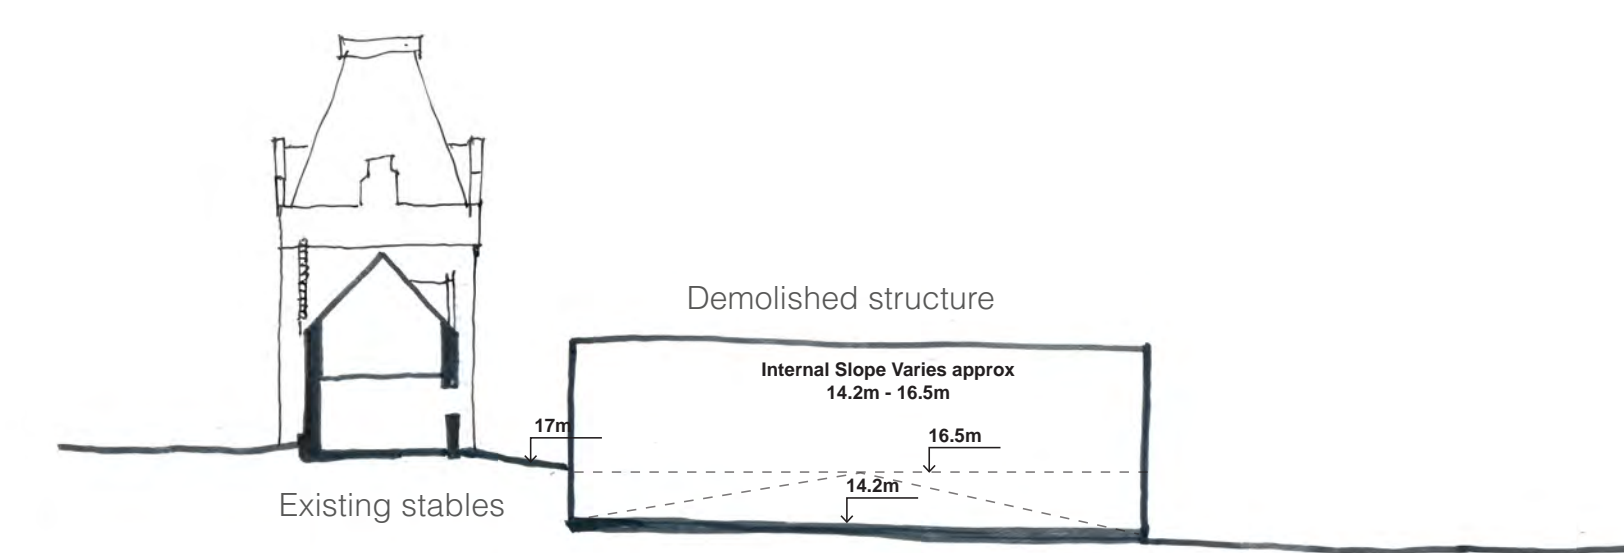 Demolished structure
Internal Slope Varies approx
14.2m - 16.5m
17m
16.5m
14.2m
Existing stables